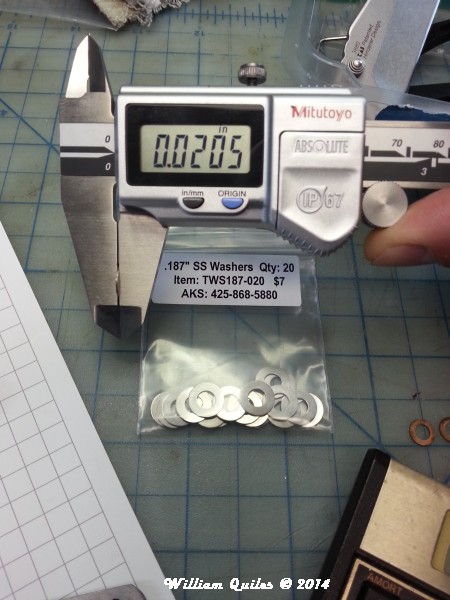 Mitutoyo
in
0.0205
ABSOLUTE
in/mm
ORIGIN
IP67
0
0
70
80
3
.187" SS Washers Qty: 20
Item: TWS187-020 $7
AKS: 425-868-5880
AMORT
William Quiles © 2014